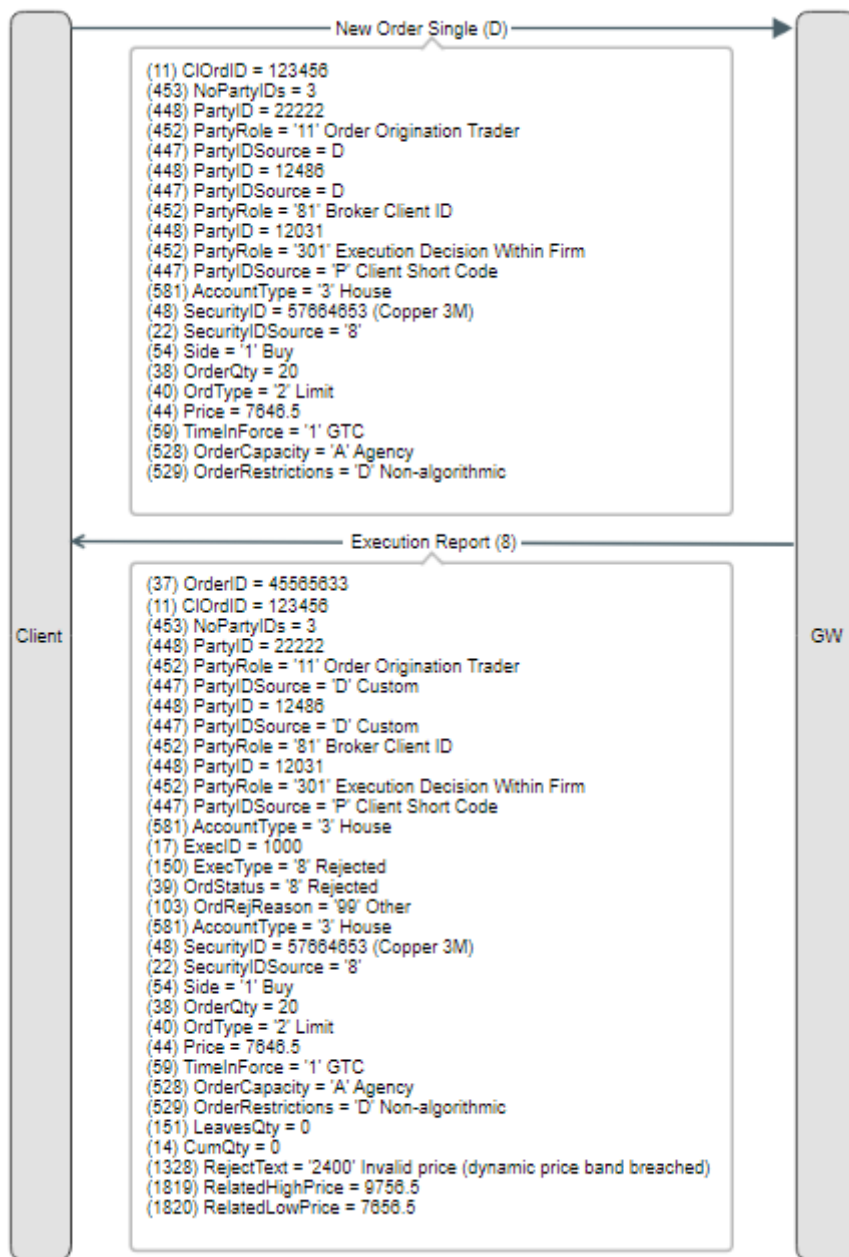 New Order Single (D)
(11) ClOrdID = 123456
(453) NoPartyIDs = 3
(448) PartyID = 22222
(452) PartyRole = '11' Order Origination Trader
(447) PartyIDSource = D
(448) PartyID = 12486
(447) PartyIDSource = D
(452) PartyRole = '81' Broker Client ID
(448) PartyID = 12031
(452) PartyRole = '301' Execution Decision Within Firm
(447) PartyIDSource = 'P' Client Short Code
(581) AccountType = '3' House
(48) SecurityID = 57664653 (Copper 3M)
(22) SecurityIDSource = '8'
(54) Side = '1' Buy
(38) OrderQty = 20
(40) OrdType = '2' Limit
(44) Price = 7646.5
(59) TimeInForce = '1' GTC
(528) OrderCapacity = 'A' Agency
(529) OrderRestrictions = 'D' Non-algorithmic
Execution Report (8)
(37) OrderID = 45565633
(11) ClOrdID = 123456
(453) NoPartyIDs = 3
(448) PartyID = 22222
(452) PartyRole = '11' Order Origination Trader
(447) PartyIDSource = 'D' Custom
(448) PartyID = 12486
(447) PartyIDSource = 'D' Custom
(452) PartyRole = '81' Broker Client ID
(448) PartyID = 12031
(452) PartyRole = '301' Execution Decision Within Firm
(447) PartyIDSource = 'P' Client Short Code
(581) AccountType = '3' House
(17) ExecID = 1000
(150) ExecType = '8' Rejected
(39) OrdStatus = '8' Rejected
(103) OrdRejReason = '99' Other
(581) AccountType = '3' House
(48) SecurityID = 57664653 (Copper 3M)
(22) SecurityIDSource = '8'
(54) Side = '1' Buy
(38) OrderQty = 20
(40) OrdType = '2' Limit
(44) Price = 7646.5
(59) TimeInForce = '1' GTC
(528) OrderCapacity = 'A' Agency
(529) OrderRestrictions = 'D' Non-algorithmic
(151) LeavesQty = 0
(14) CumQty = 0
(1328) RejectText = '2400' Invalid price (dynamic price band breached)
(1819) RelatedHighPrice = 9756.5
(1820) RelatedLowPrice = 7656.5
Client
GW